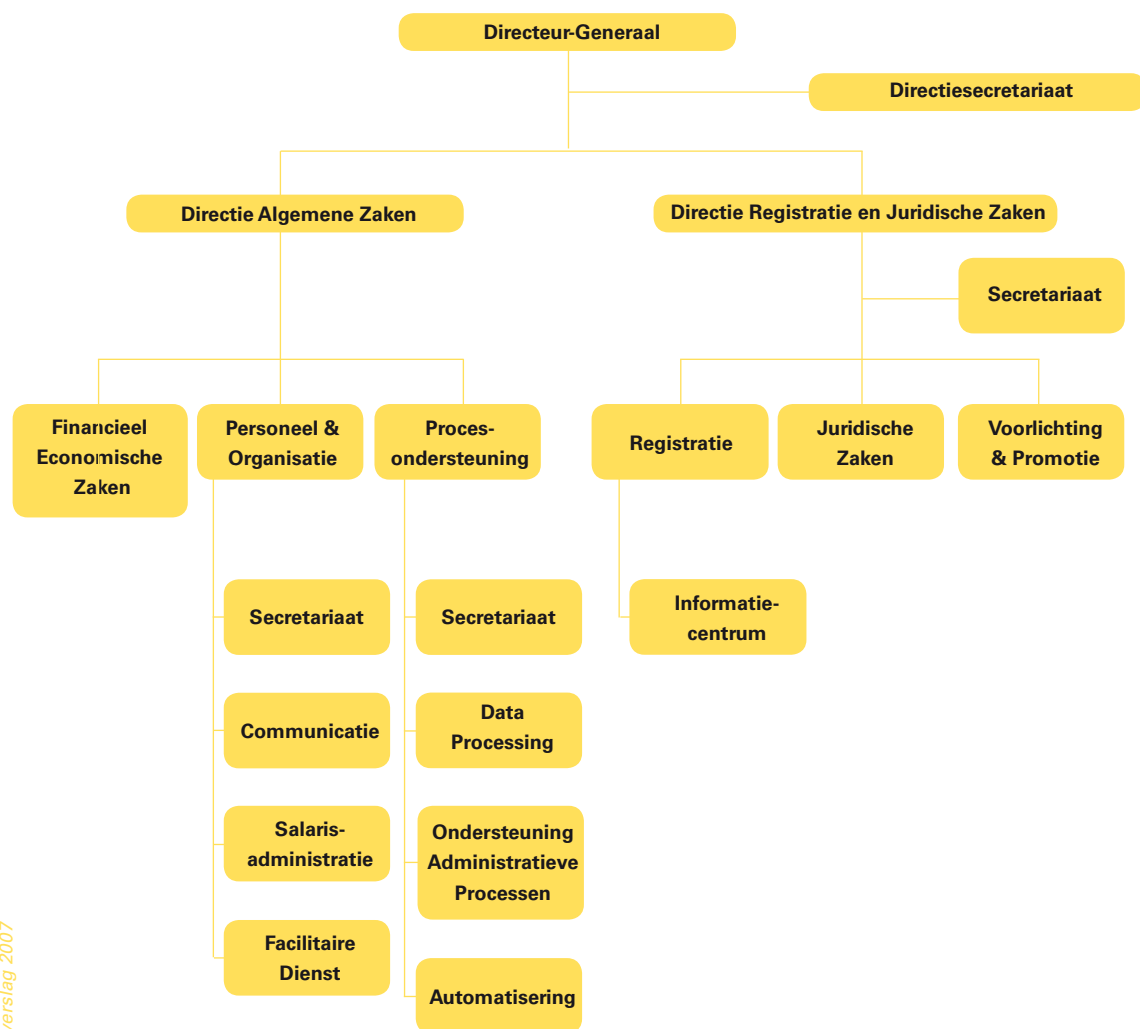 Directeur-Generaal
Directiesecretariaat
Directie Algemene Zaken
Directie Registratie en Juridische Zaken
Secretariaat
Financieel
Economische
Zaken
Personeel &
Organisatie
Proces-
ondersteuning
Registratie
Juridische
Zaken
Voorlichting
& Promotie
Secretariaat
Secretariaat
Informatie-
centrum
Communicatie
Data
Processing
Salaris-
administratie
Ondersteuning
Administratieve
Processen
Facilitaire
Dienst
Automatisering
verslag 2007